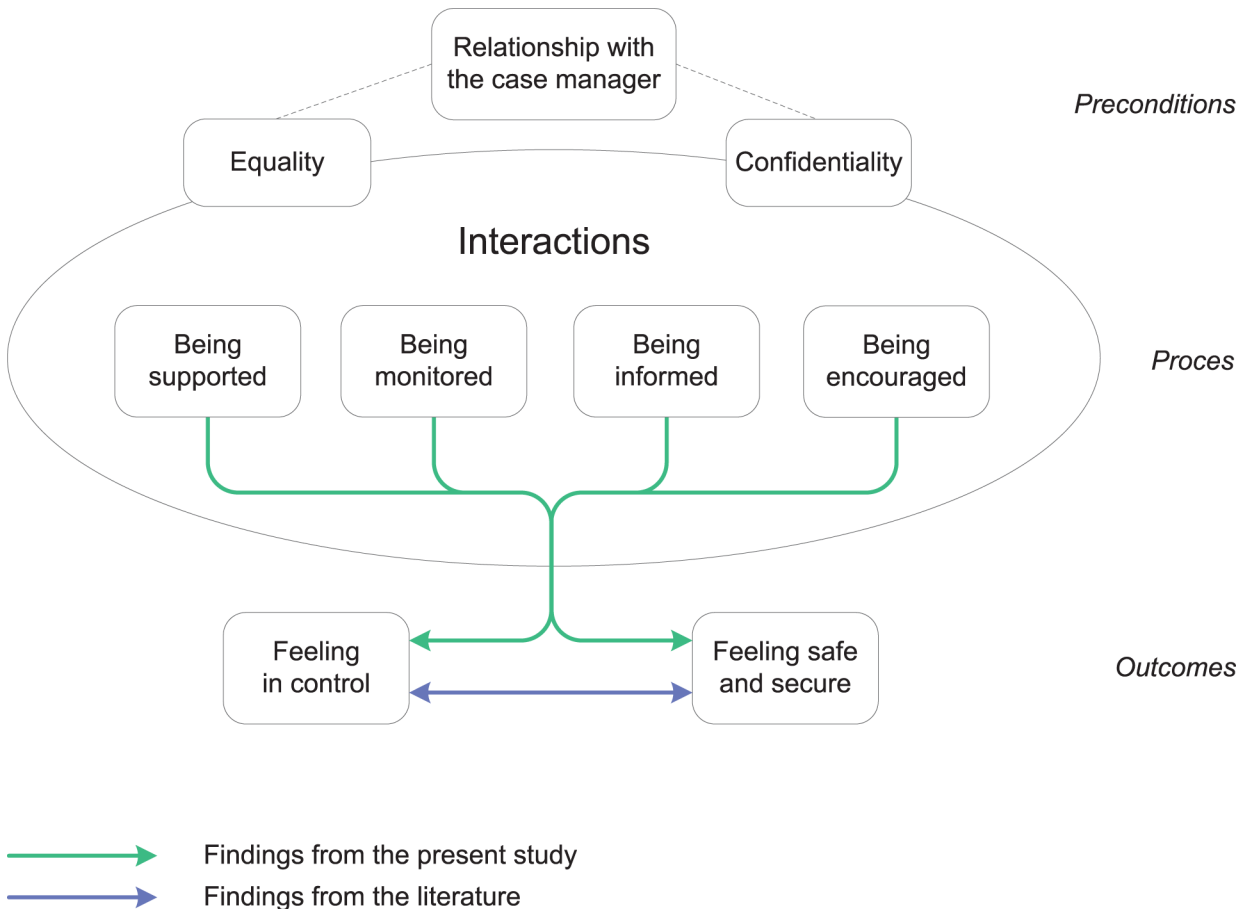 Relationship with
the case manager
Preconditions
Equality
Confidentiality
Interactions
Being
supported
Being
monitored
Being
informed
Being
encouraged
Proces
Feeling
in control
Feeling safe
and secure
Outcomes
Findings from the present study
Findings from the literature